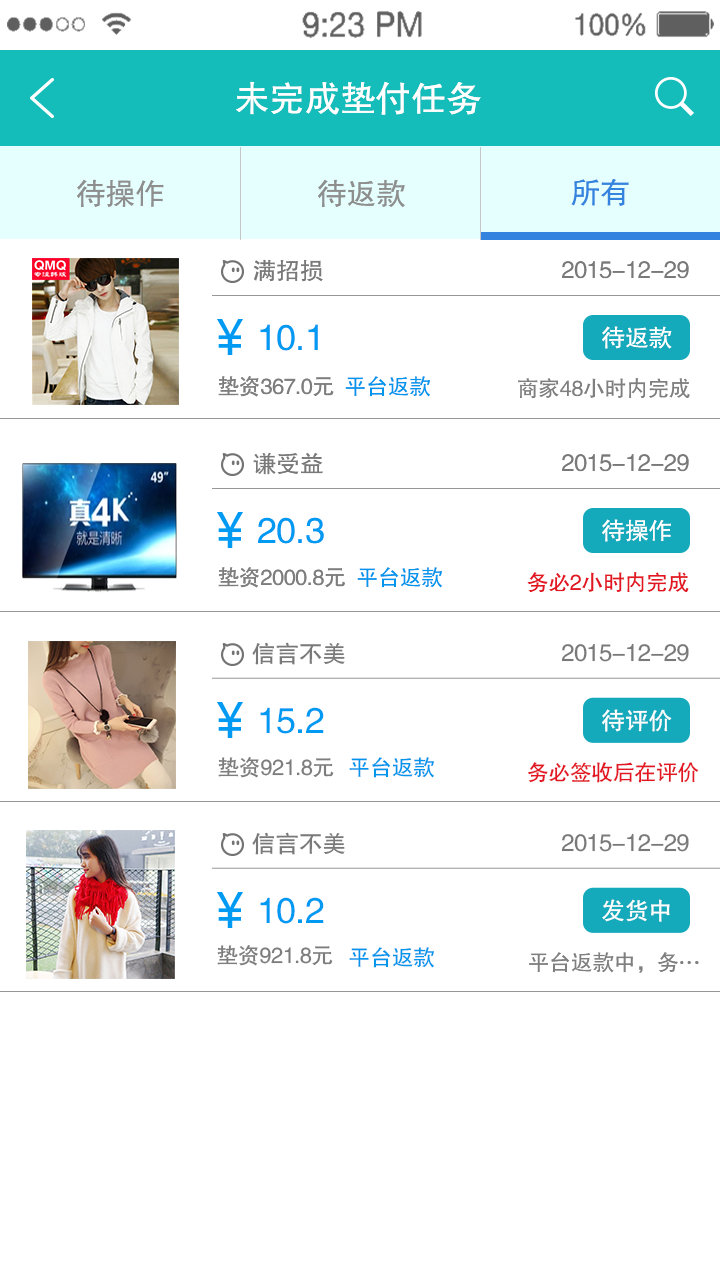 9:23 PM 100%
未完成垫付任务
待操作 待返款 所有
QMQ
专注韩版
满招损 2015-12-29
¥ 10.1 待返款
垫资367.0元 平台返款 商家48小时内完成
49"
真4K
就是清晰
谦受益 2015-12-29
¥ 20.3 待操作
垫资2000.8元 平台返款 务必2小时内完成
信言不美 2015-12-29
¥ 15.2 待评价
垫资921.8元 平台返款 务必签收后在评价
信言不美 2015-12-29
¥ 10.2 发货中
垫资921.8元 平台返款 平台返款中，务…